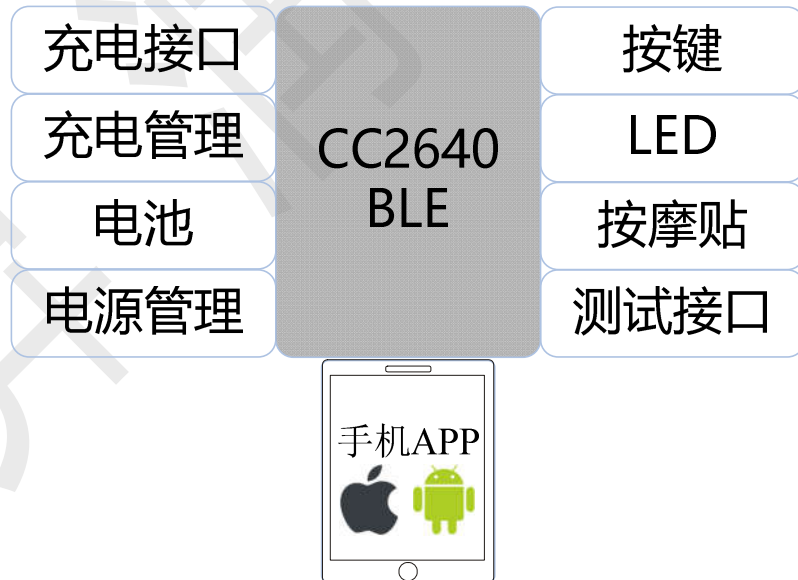 充电接口
充电管理
电池
电源管理
CC2640
BLE
按键
LED
按摩贴
测试接口
手机APP